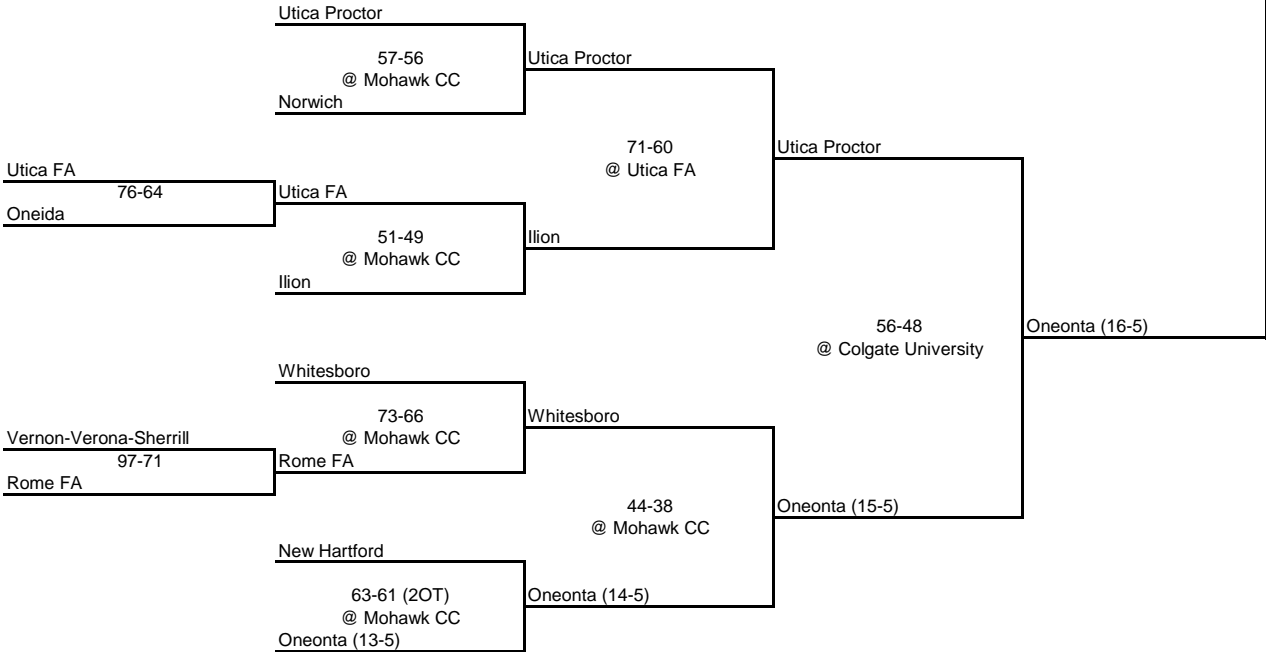 Utica Proctor
57-56
@ Mohawk CC
Utica Proctor
Norwich
71-60
@ Utica FA
Utica Proctor
Utica FA
76-64
Utica FA
Oneida
51-49
@ Mohawk CC
Ilion
Ilion
56-48
@ Colgate University
Oneonta (16-5)
Whitesboro
73-66
@ Mohawk CC
Whitesboro
Vernon-Verona-Sherrill
97-71
Rome FA
Rome FA
44-38
@ Mohawk CC
Oneonta (15-5)
New Hartford
63-61 (2OT)
@ Mohawk CC
Oneonta (14-5)
Oneonta (13-5)